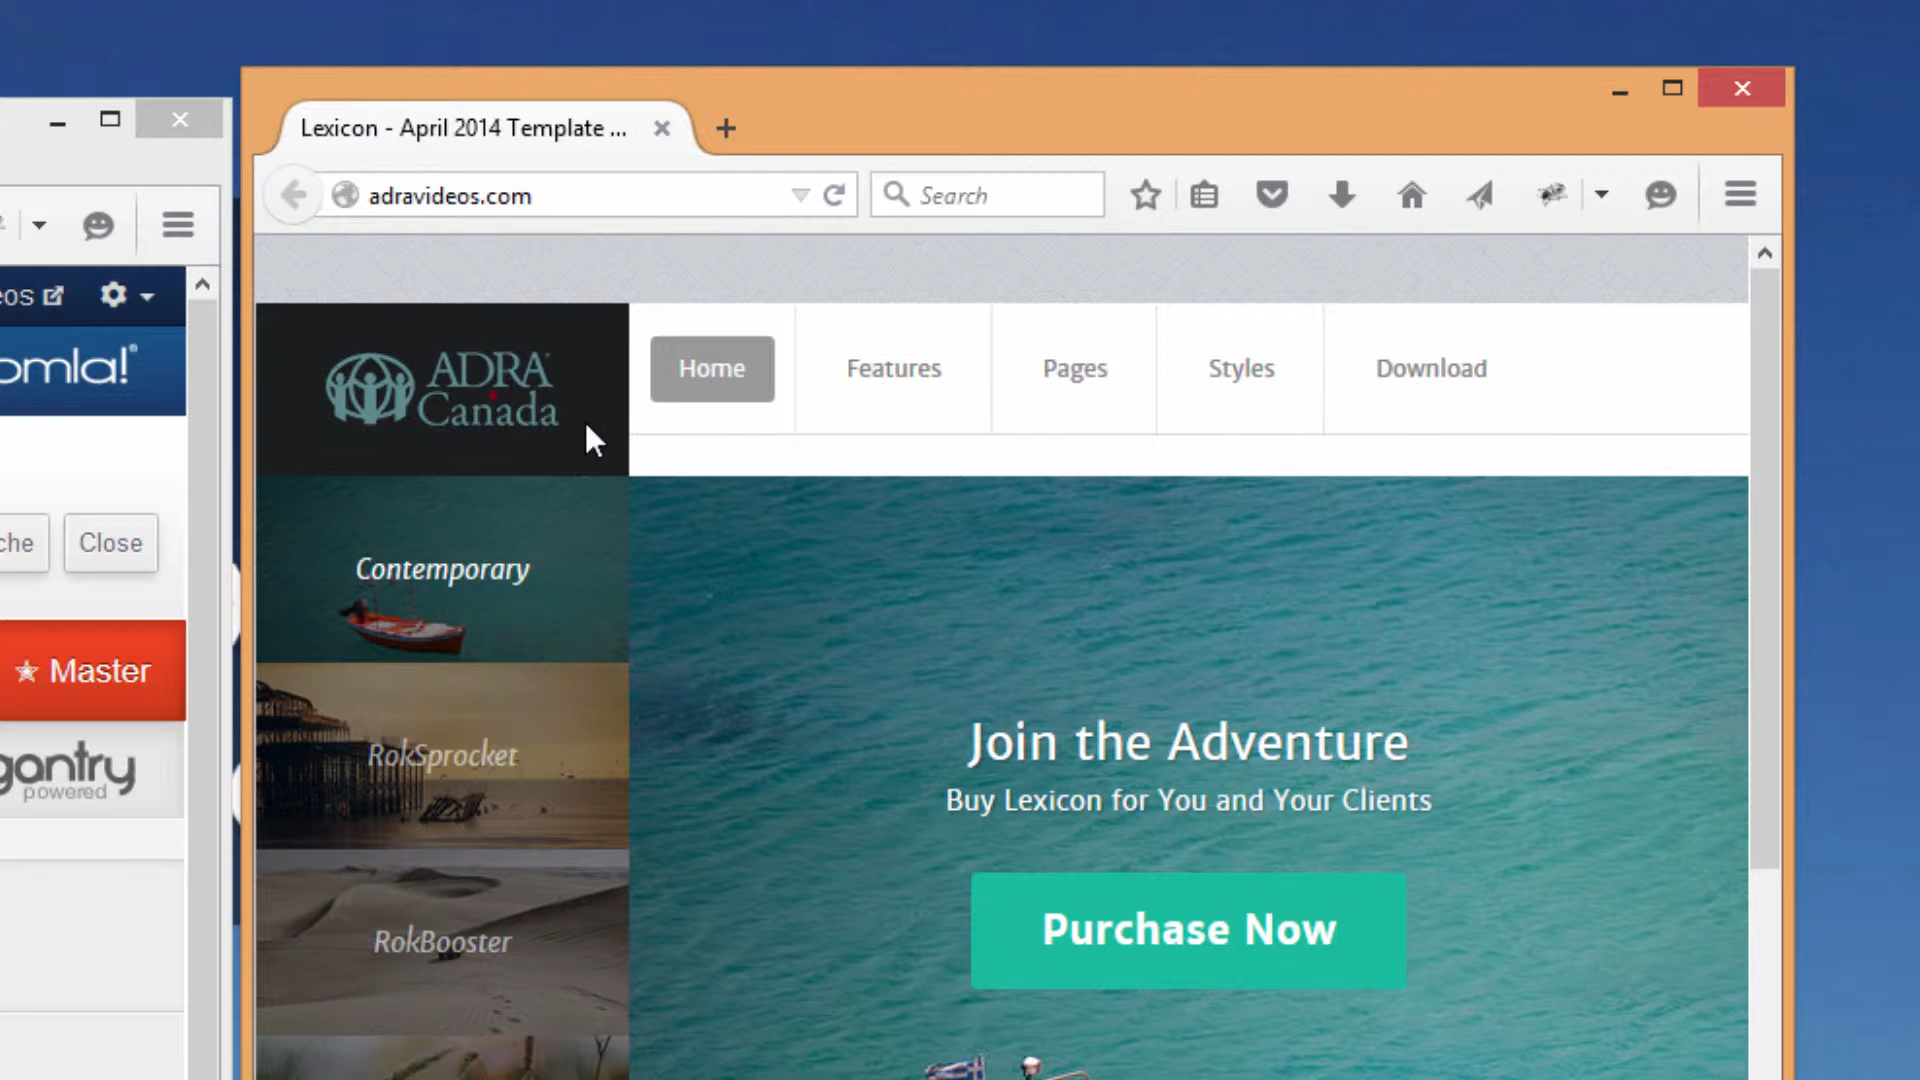 Lexicon - April 2014 Template ...
adravideos.com
Search
eos
omla!®
che
Close
Master
gantry
powered
ADRA
Canada
Home
Features
Pages
Styles
Download
Contemporary
RokSprocket
RokBooster
Join the Adventure
Buy Lexicon for You and Your Clients
Purchase Now